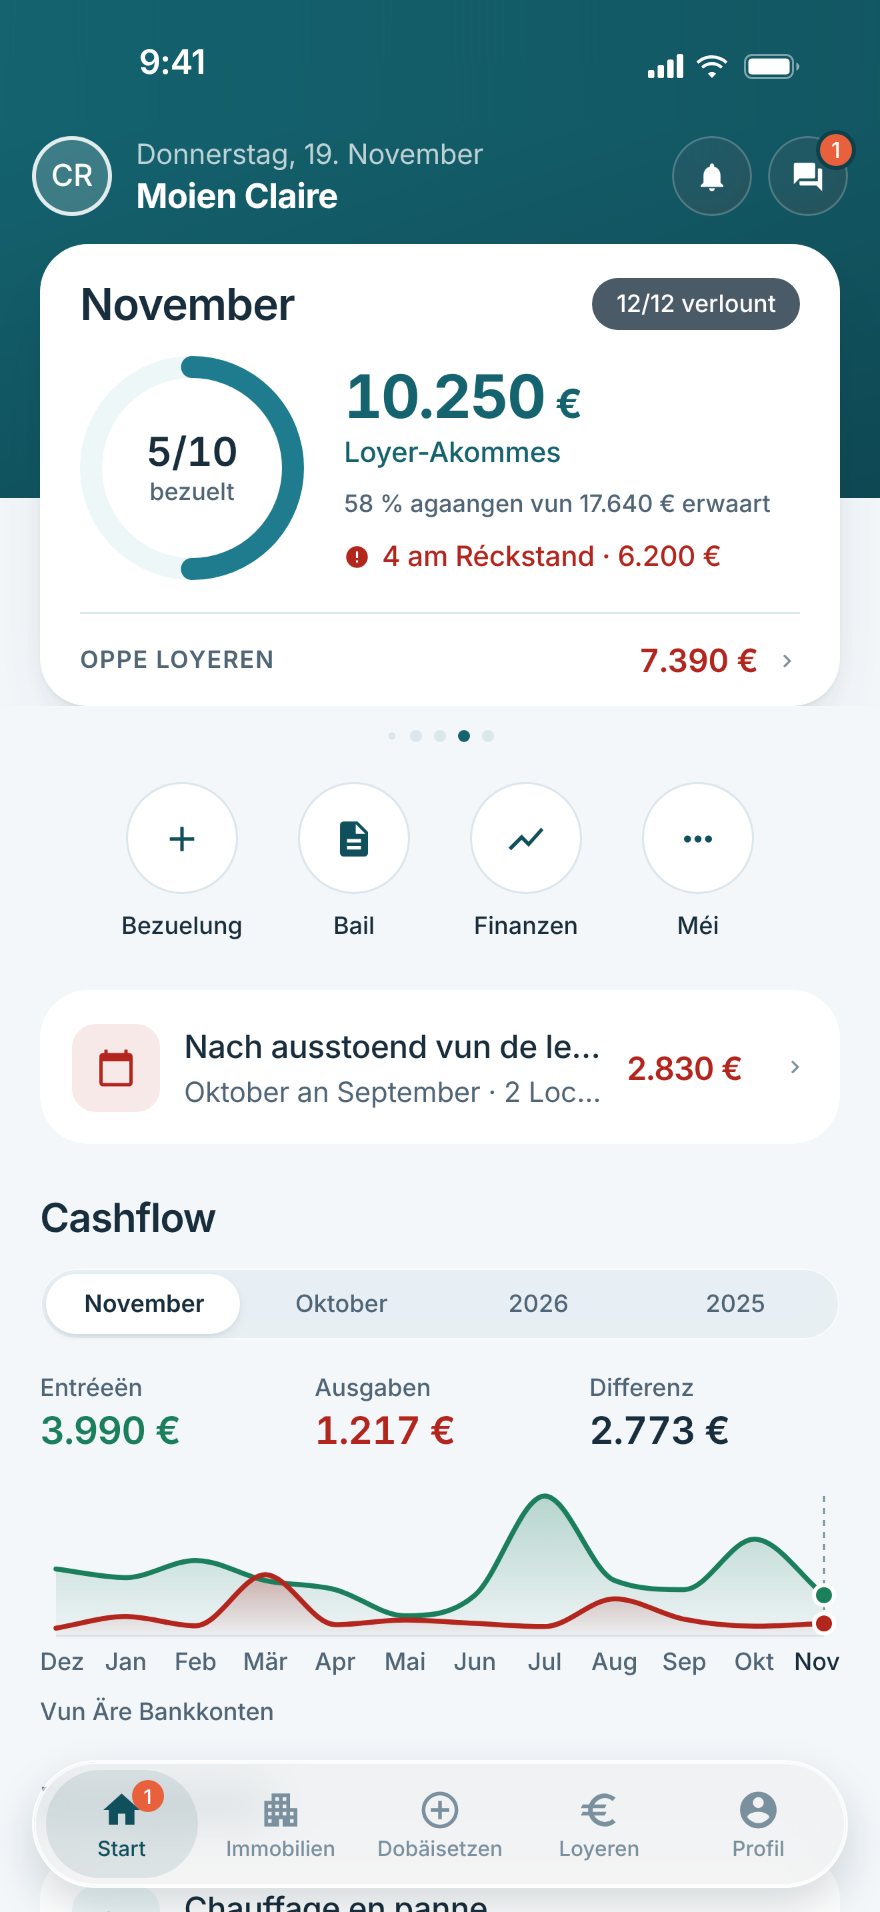 9:41
CR
Donnerstag, 19. November
Moien Claire
1
November
12/12 verlount
5/10
bezuelt
10.250 €
Loyer-Akommes
58 % agaangen vun 17.640 € erwaart
4 am Réckstand · 6.200 €
OPPE LOYEREN
7.390 €
Bezuelung
Bail
Finanzen
Méi
Nach ausstoend vun de le...
Oktober an September · 2 Loc...
2.830 €
Cashflow
November
Oktober
2026
2025
Entréeën
Ausgaben
Differenz
3.990 €
1.217 €
2.773 €
Dez Jan Feb Mär Apr Mai Jun Jul Aug Sep Okt Nov
Vun Äre Bankkonten
1
Start
Immobilien
Dobäisetzen
Loyeren
Profil
Chauffage en panne